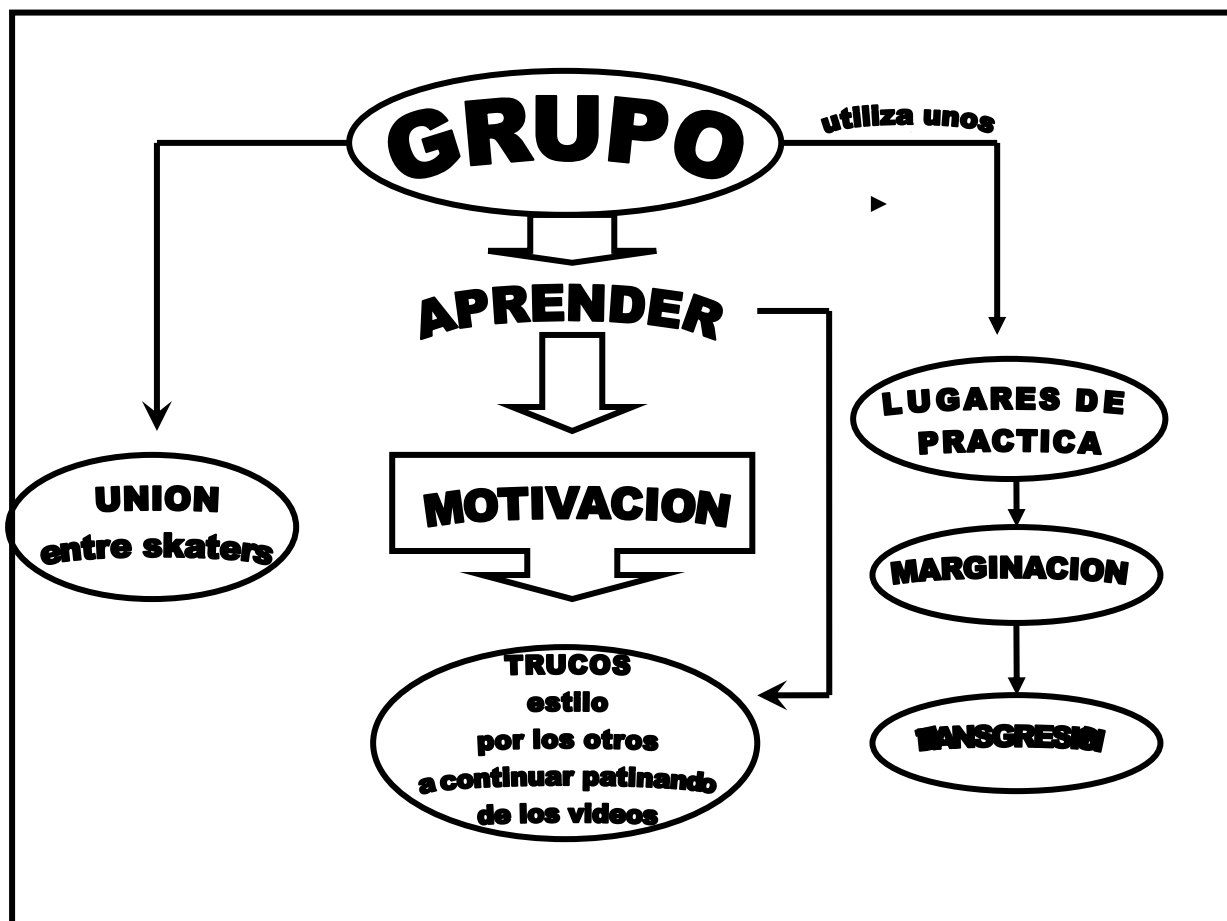 GRUPO
utiliza unos
APRENDER
LUGARES DE
PRACTICA
MOTIVACION
UNION
entre skaters
MARGINACION
TRUCOS
estilo
por los otros
a continuar patinando
de los videos